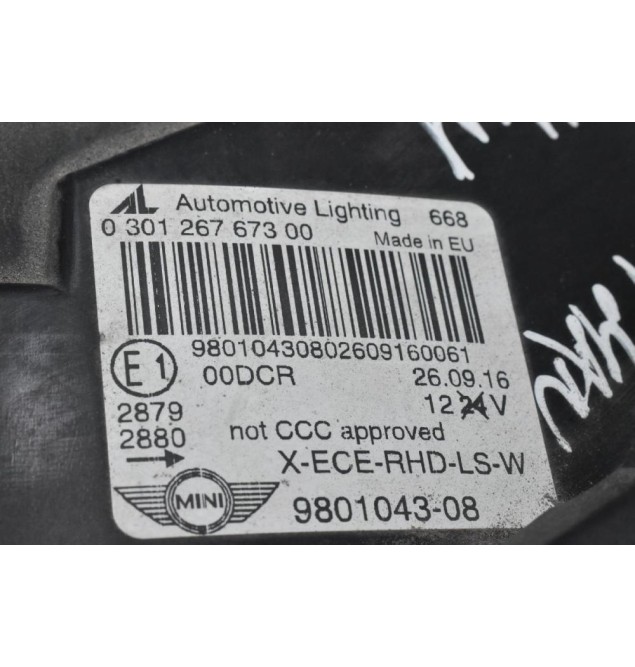 AL Automotive Lighting 668
0 301 267 673 00 Made in EU
98010430802609160061
E1 00DCR 26.09.16
2879 12 24 V
2880 not CCC approved
X-ECE-RHD-LS-W
MINI 9801043-08